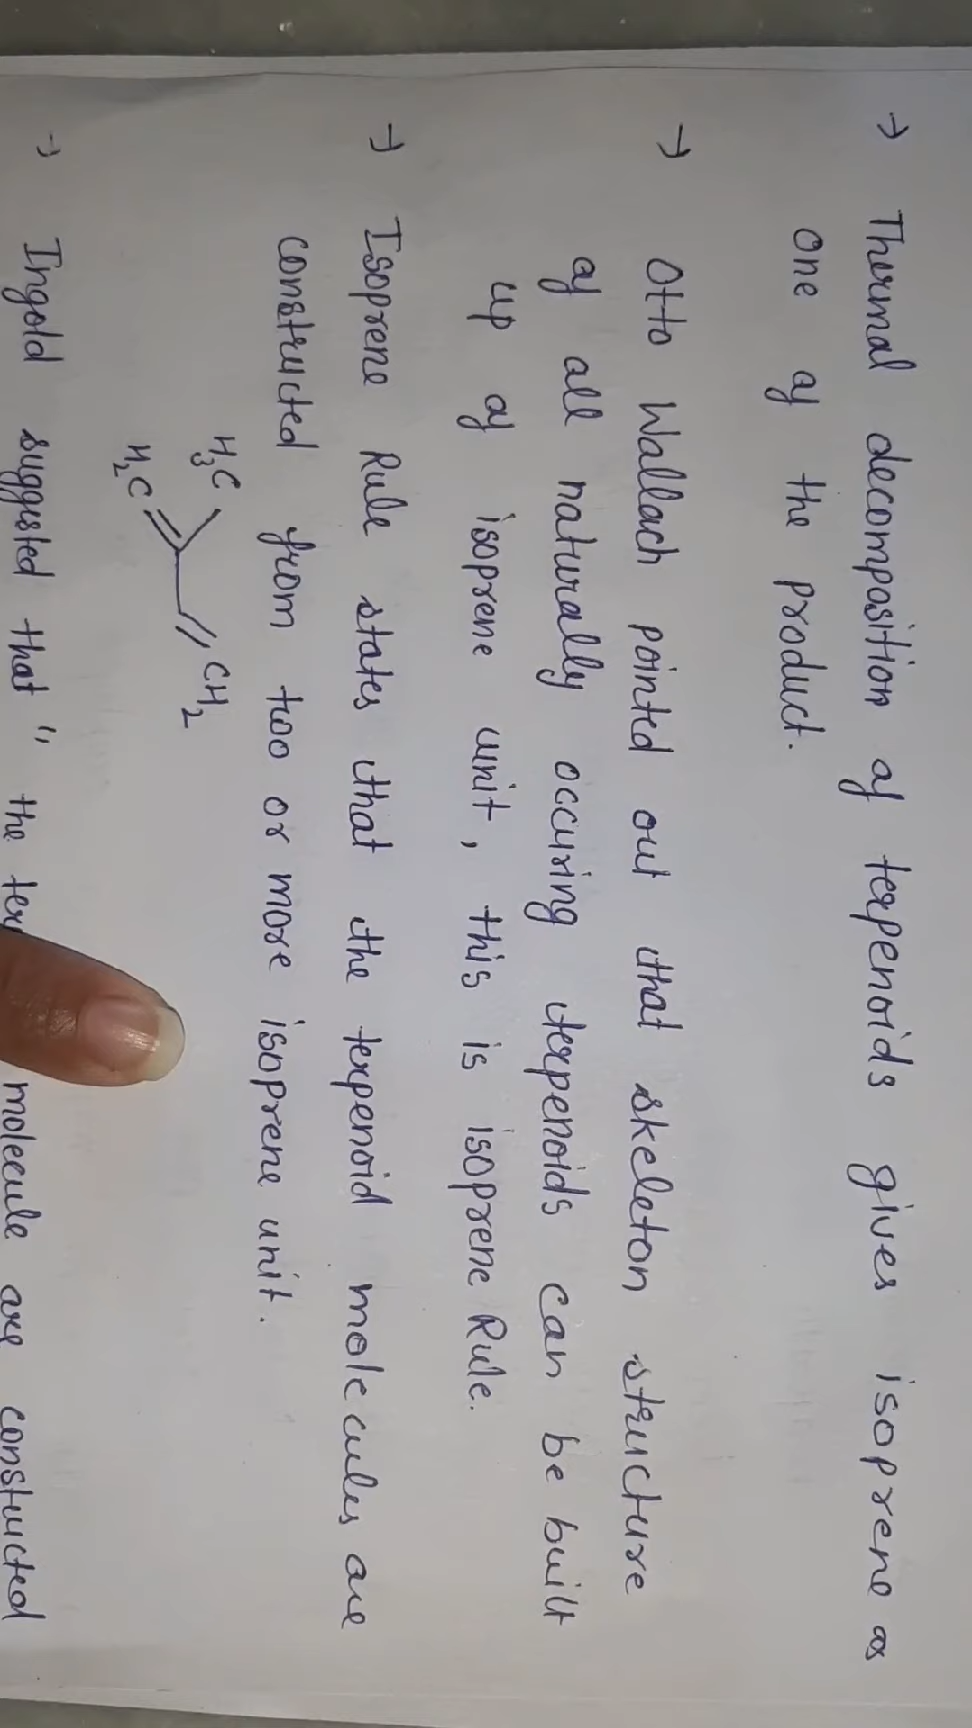 → Thermal decomposition of terpenoids gives isoprene as
one of the product.
→ Otto Wallach pointed out that skeleton structure
of all naturally occuring terpenoids can be built
up of isoprene unit, this is isoprene Rule.
→ Isoprene Rule states that the terpenoid molecules are
constructed from two or more isoprene unit.
H3C
CH2
H2C
→ Ingold suggested that " the molecule are constructed